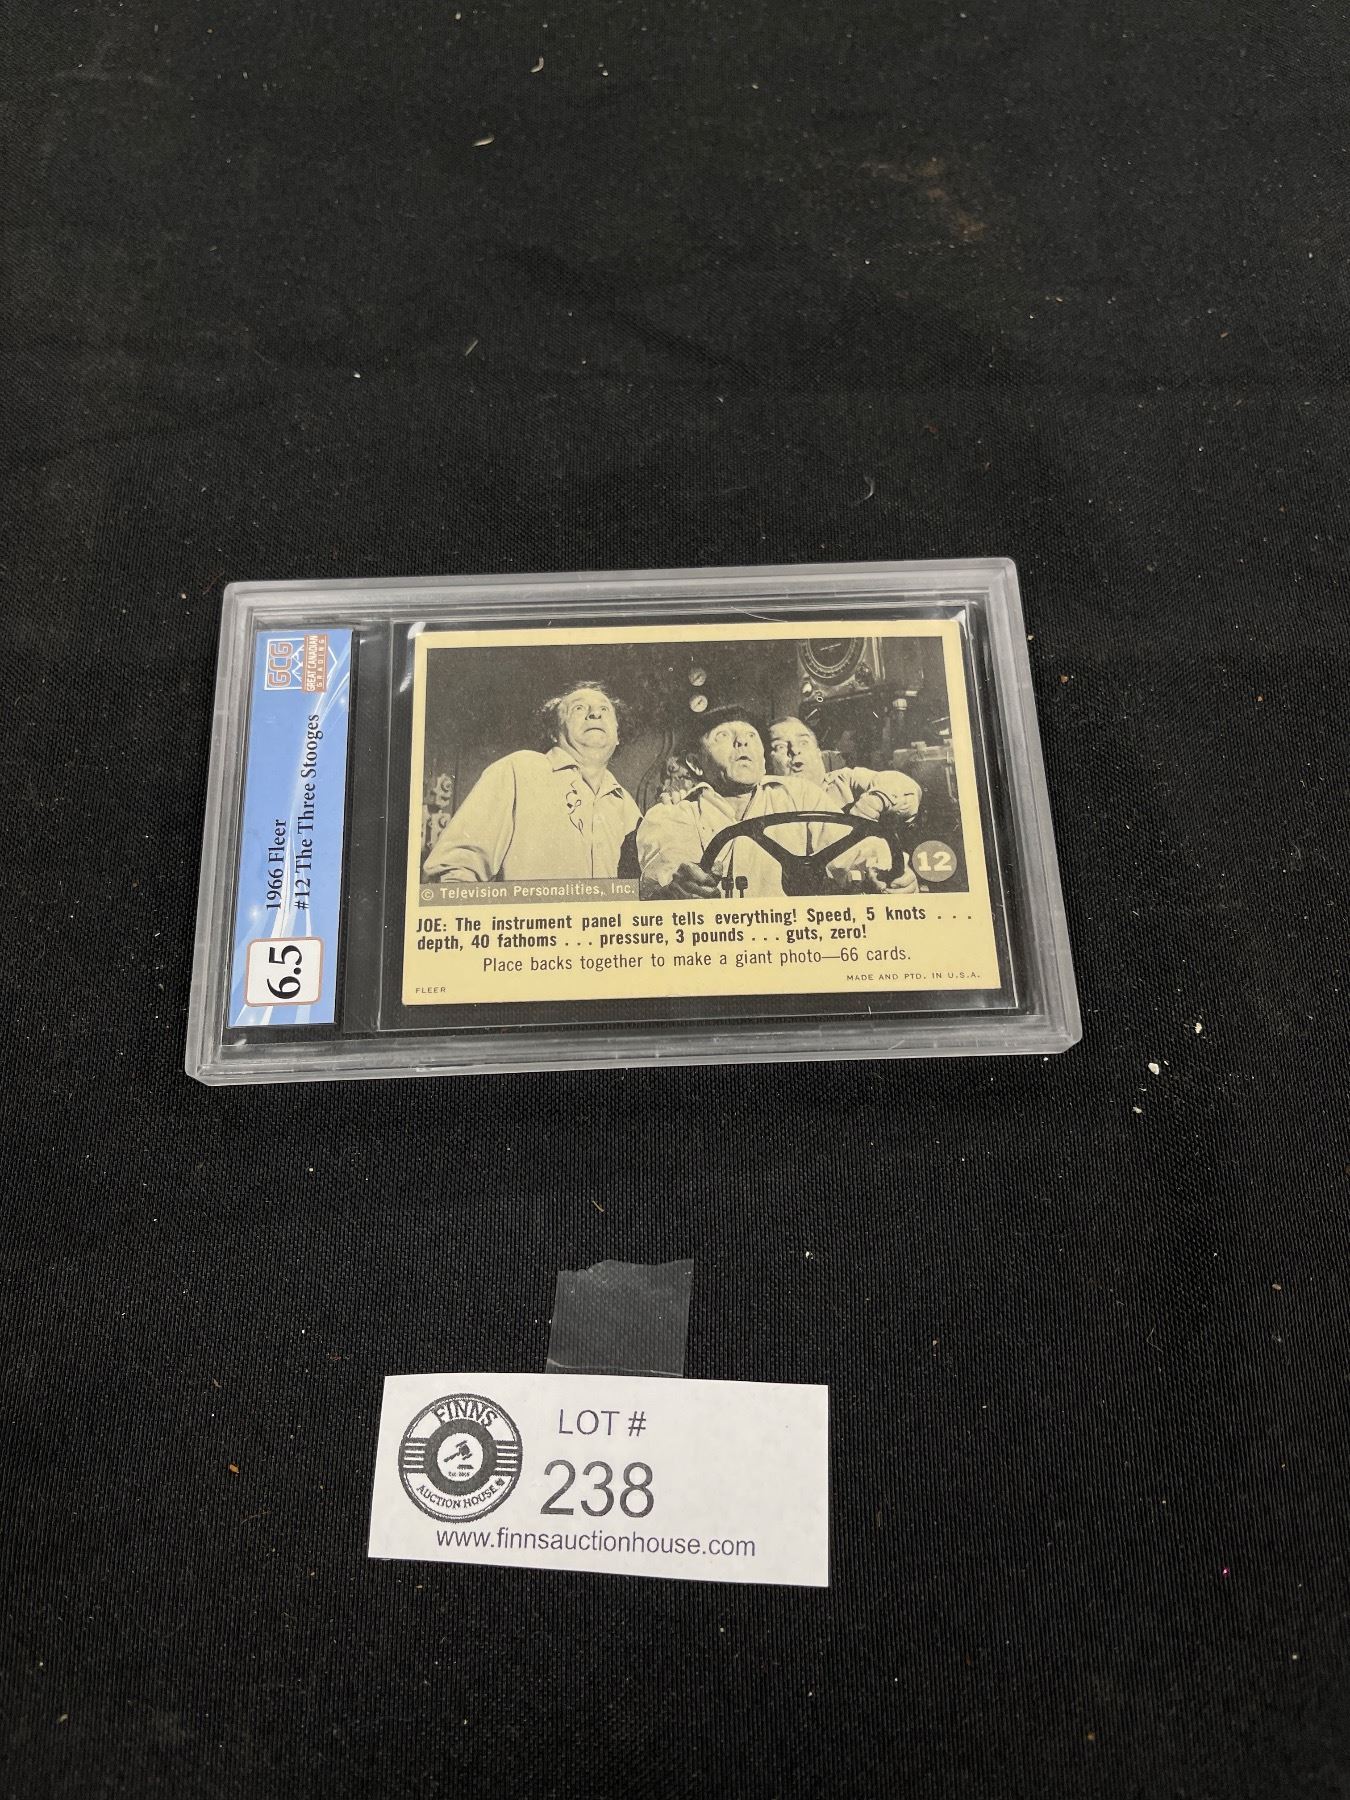 GCG
GREAT CANADIAN
GRADING
1966 Fleer
#12 The Three Stooges
6.5
12
© Television Personalities, Inc.
JOE: The instrument panel sure tells everything! Speed, 5 knots . . .
depth, 40 fathoms . . . pressure, 3 pounds . . . guts, zero!
Place backs together to make a giant photo—66 cards.
FLEER
MADE AND PTD. IN U.S.A.
FINNS
AUCTION HOUSE
LOT #
238
www.finnsauctionhouse.com